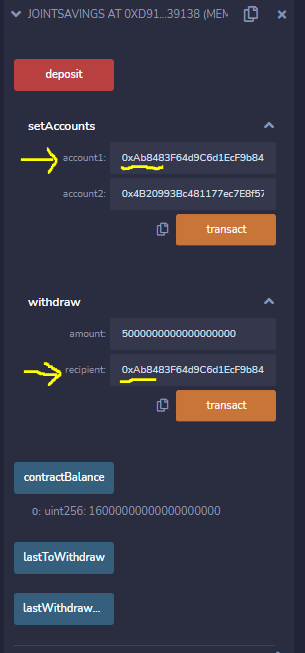 JOINTSAVINGS AT 0XD91...39138 (MEM
deposit
setAccounts
account1: 0xAb8483F64d9C6d1EcF9b84
account2: 0x4B20993Bc481177ec7E8f57
transact
withdraw
amount: 5000000000000000000
recipient: 0xAb8483F64d9C6d1EcF9b84
transact
contractBalance
0: uint256: 16000000000000000000
lastToWithdraw
lastWithdraw...